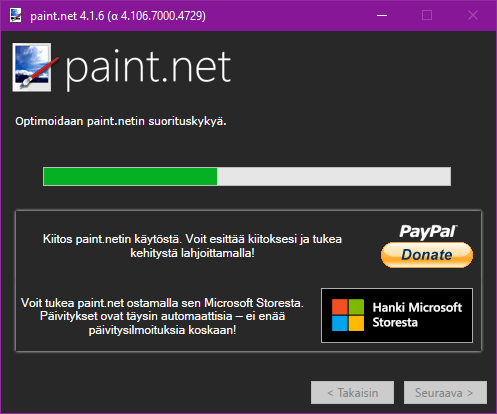 paint.net 4.1.6 (α 4.106.7000.4729)
paint.net
Optimoidaan paint.netin suorituskykyä.
Kiitos paint.netin käytöstä. Voit esittää kiitoksesi ja tukea
kehitystä lahjoittamalla!
PayPal
Donate
Voit tukea paint.net ostamalla sen Microsoft Storesta.
Päivitykset ovat täysin automaattisia – ei enää
päivitysilmoituksia koskaan!
Hanki Microsoft
Storesta
< Takaisin
Seuraava >